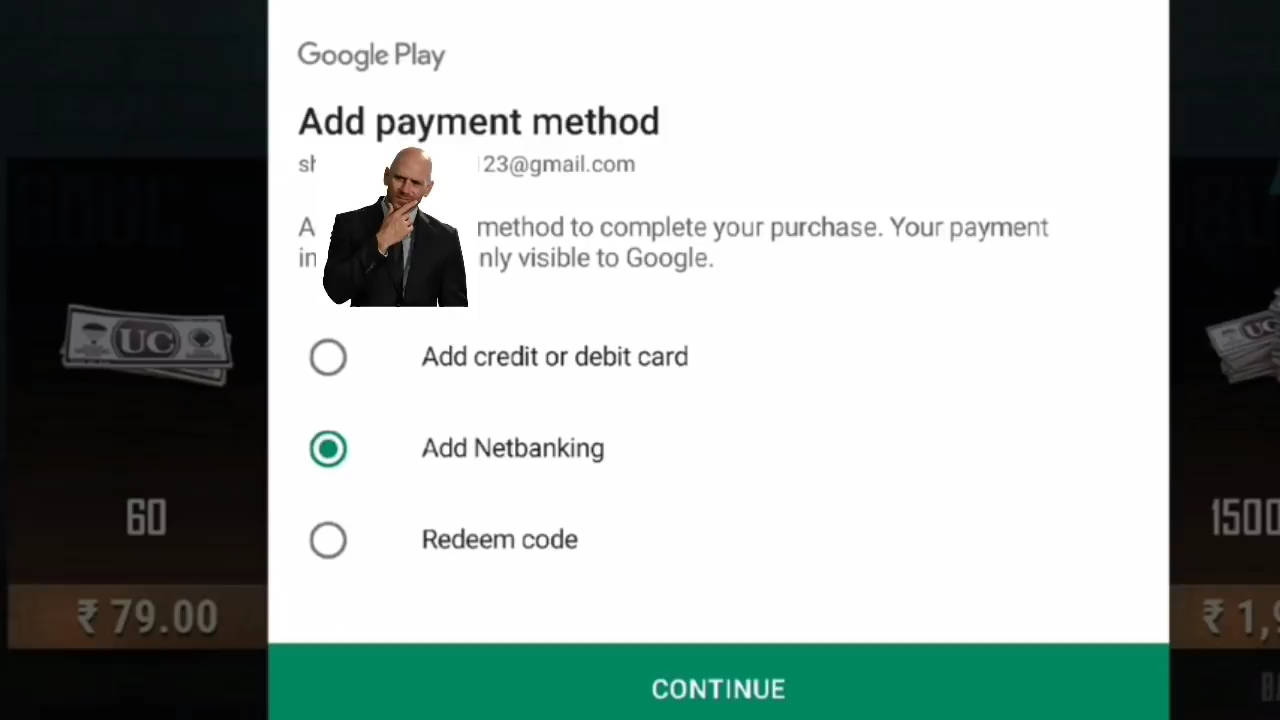 Google Play
Add payment method
sh 23@gmail.com
A method to complete your purchase. Your payment
in nly visible to Google.
Add credit or debit card
UC
UC
Add Netbanking
60
1500
Redeem code
₹ 79.00
₹ 1,9
CONTINUE